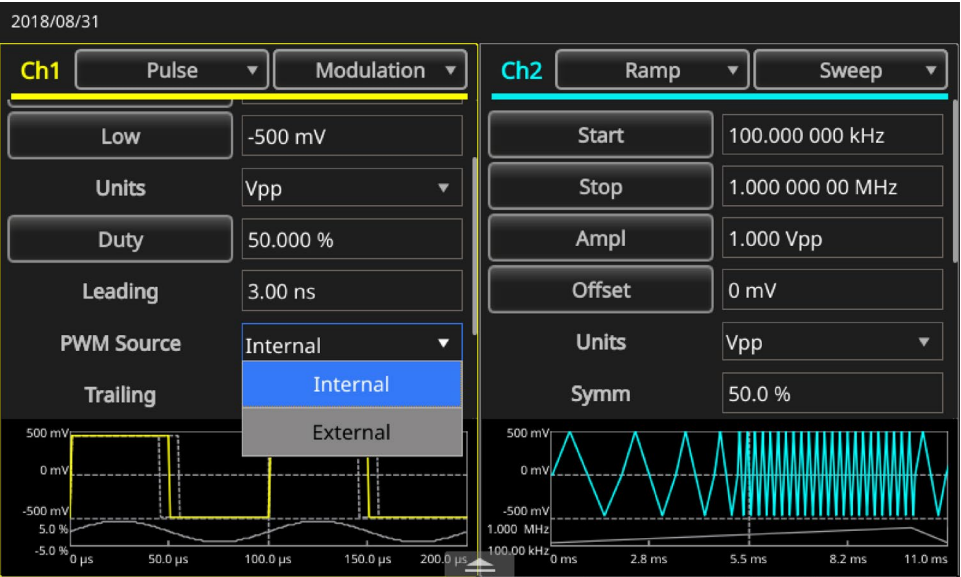 2018/08/31
Ch1 Pulse Modulation
Low -500 mV
Units Vpp
Duty 50.000 %
Leading 3.00 ns
PWM Source Internal
Internal
Trailing
External
500 mV
0 mV
-500 mV
5.0 %
-5.0 %
0 μs 50.0 μs 100.0 μs 150.0 μs 200.0 μs
Ch2 Ramp Sweep
Start 100.000 000 kHz
Stop 1.000 000 00 MHz
Ampl 1.000 Vpp
Offset 0 mV
Units Vpp
Symm 50.0 %
500 mV
0 mV
-500 mV
1.000 MHz
100.00 kHz
0 ms 2.8 ms 5.5 ms 8.2 ms 11.0 ms